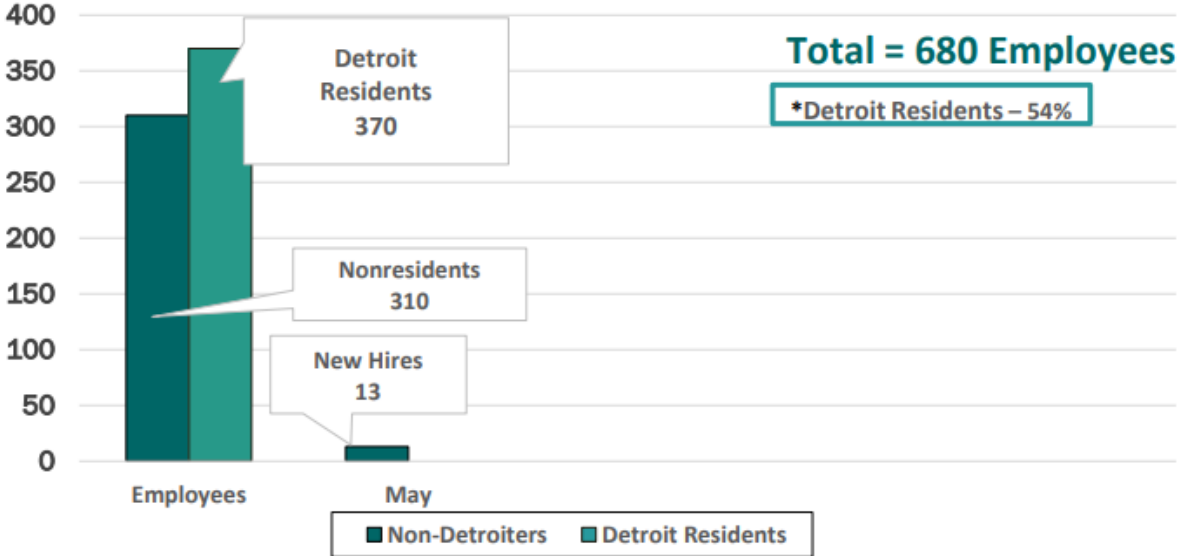 400
350
300
250
200
150
100
50
0
Detroit
Residents
370
Nonresidents
310
New Hires
13
Total = 680 Employees
*Detroit Residents – 54%
Employees
May
Non-Detroiters
Detroit Residents